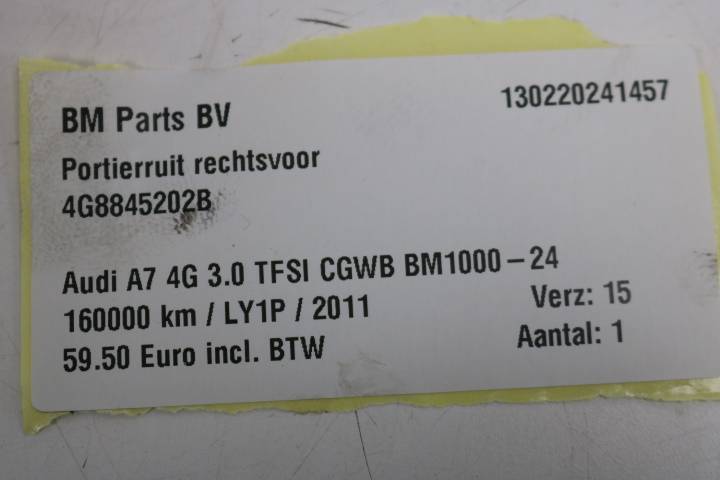 BM Parts BV
130220241457
Portierruit rechtsvoor
4G8845202B
Audi A7 4G 3.0 TFSI CGWB BM1000-24
160000 km / LY1P / 2011
Verz: 15
59.50 Euro incl. BTW
Aantal: 1